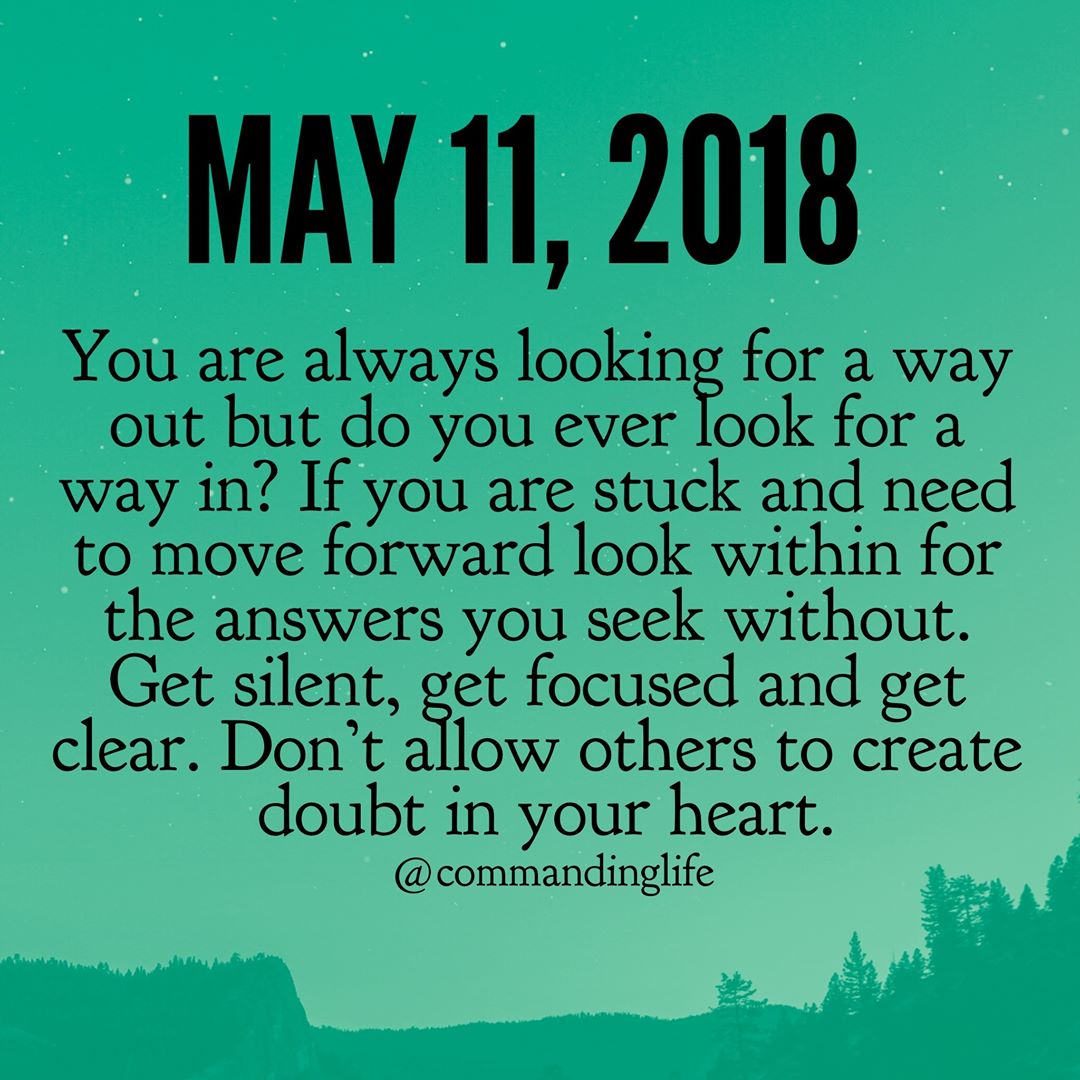 MAY 11, 2018
You are always looking for a way
out but do you ever look for a
way in? If you are stuck and need
to move forward look within for
the answers you seek without.
Get silent, get focused and get
clear. Don’t allow others to create
doubt in your heart.
@commandinglife